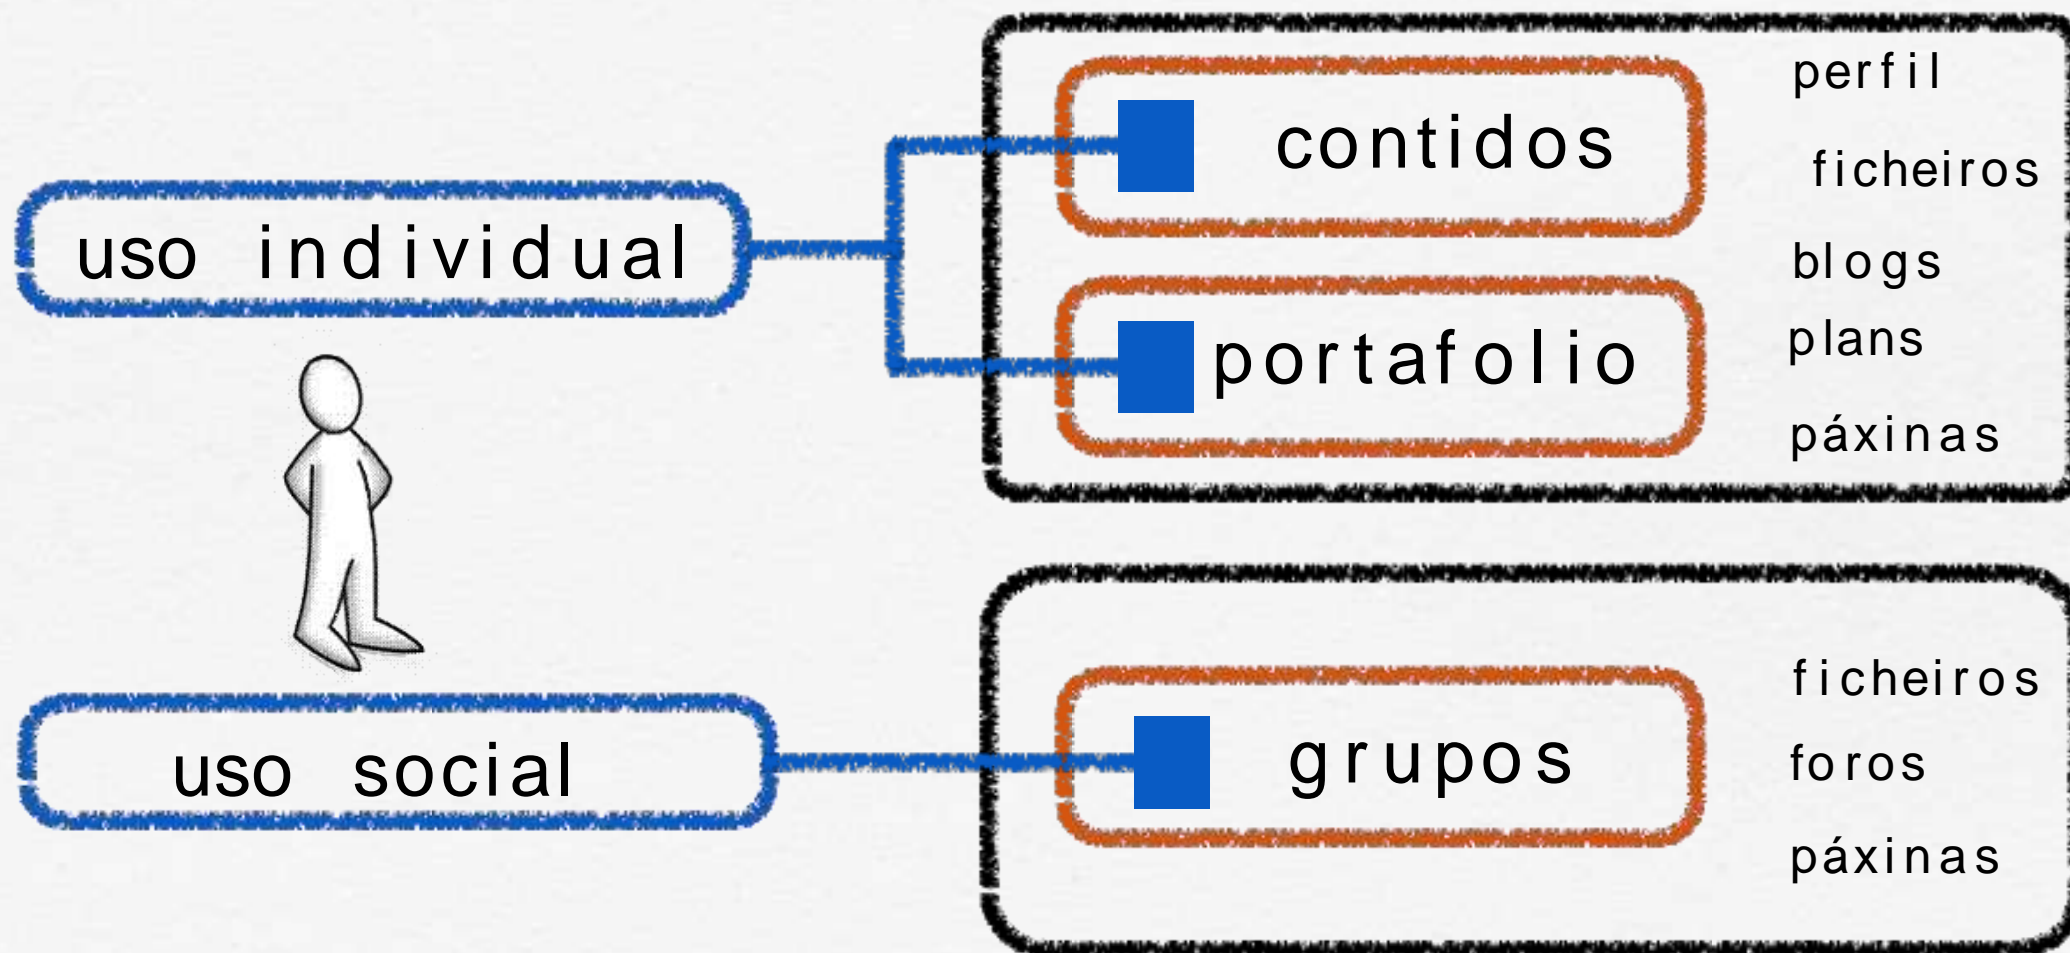 uso individual
contidos
portafolio
perfil
ficheiros
blogs
plans
páxinas
uso social
grupos
ficheiros
foros
páxinas